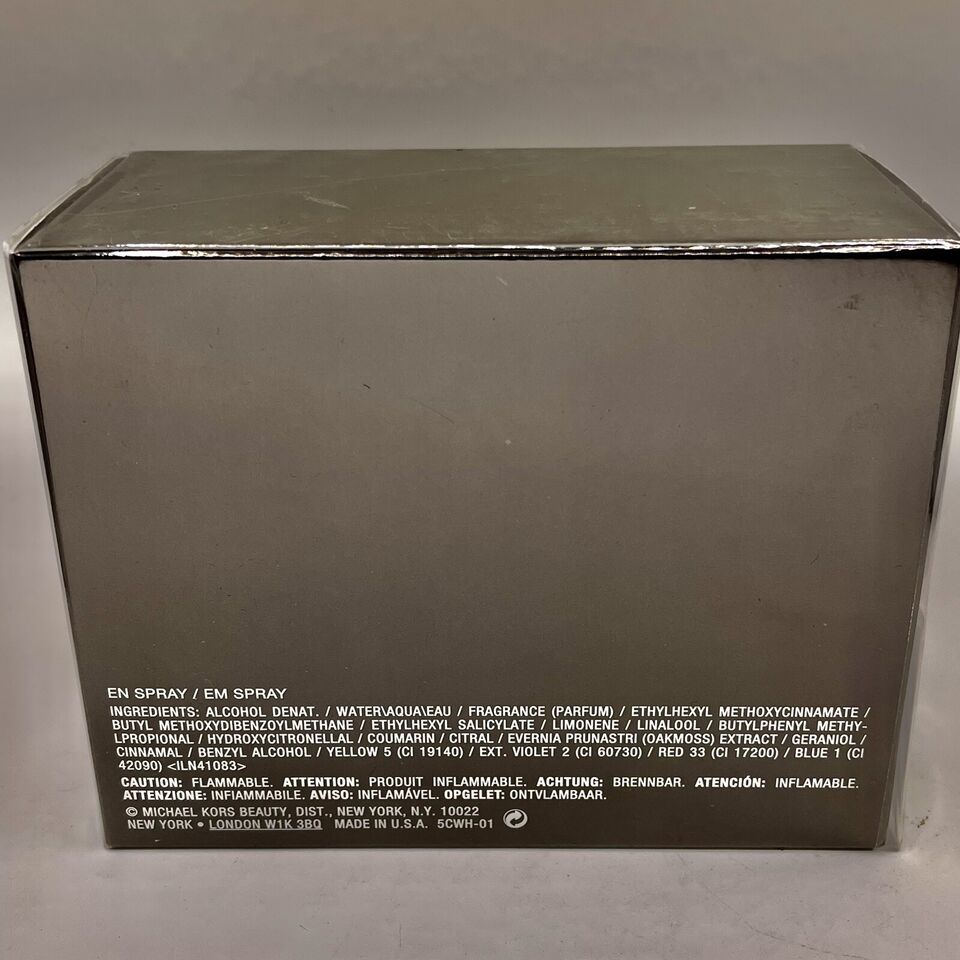 EN SPRAY / EM SPRAY
INGREDIENTS: ALCOHOL DENAT. / WATER\AQUA\EAU / FRAGRANCE (PARFUM) / ETHYLHEXYL METHOXYCINNAMATE /
BUTYL METHOXYDIBENZOYLMETHANE / ETHYLHEXYL SALICYLATE / LIMONENE / LINALOOL / BUTYLPHENYL METHY-
LPROPIONAL / HYDROXYCITRONELLAL / COUMARIN / CITRAL / EVERNIA PRUNASTRI (OAKMOSS) EXTRACT / GERANIOL /
CINNAMAL / BENZYL ALCOHOL / YELLOW 5 (CI 19140) / EXT. VIOLET 2 (CI 60730) / RED 33 (CI 17200) / BLUE 1 (CI
42090) <ILN41083>
CAUTION: FLAMMABLE. ATTENTION: PRODUIT INFLAMMABLE. ACHTUNG: BRENNBAR. ATENCIÓN: INFLAMABLE.
ATTENZIONE: INFIAMMABILE. AVISO: INFLAMÁVEL. OPGELET: ONTVLAMBAAR.
© MICHAEL KORS BEAUTY, DIST., NEW YORK, N.Y. 10022
NEW YORK • LONDON W1K 3BQ MADE IN U.S.A. 5CWH-01